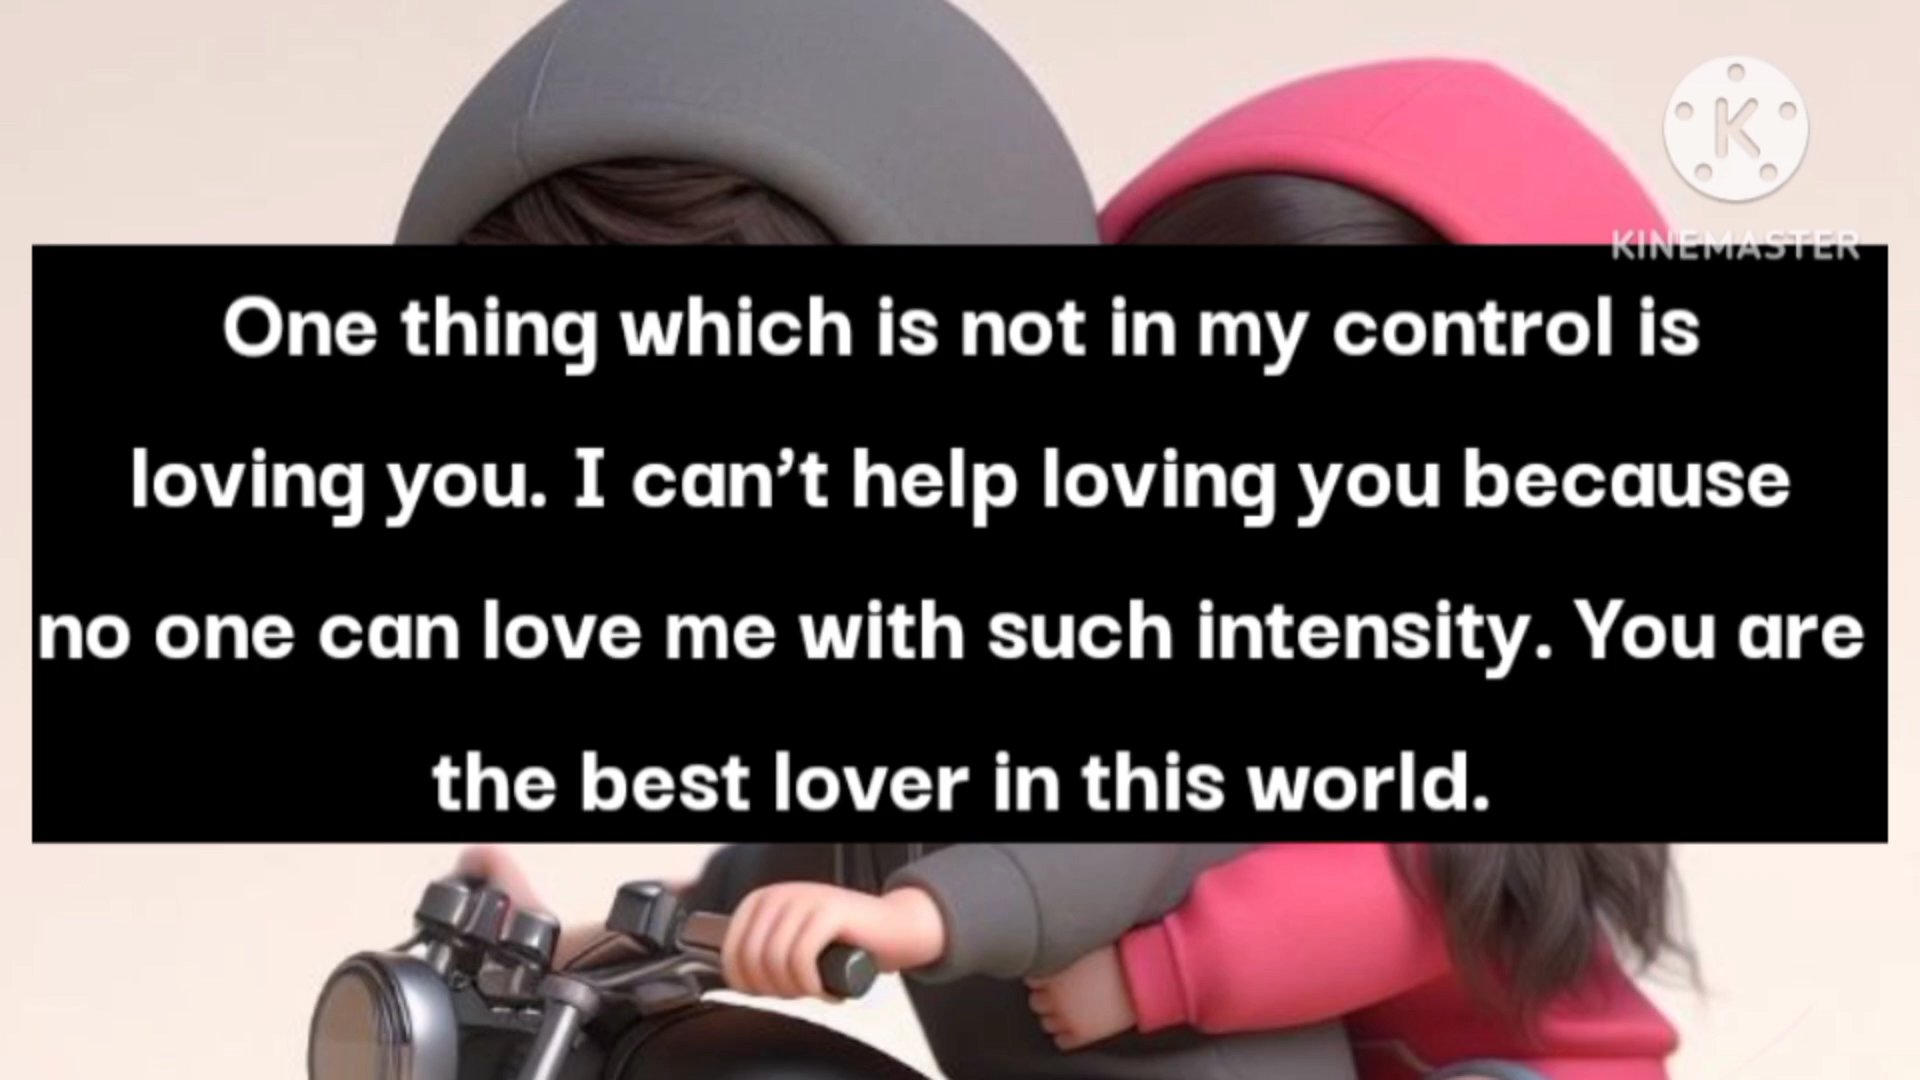 K
KINEMASTER
One thing which is not in my control is
loving you. I can’t help loving you because
no one can love me with such intensity. You are
the best lover in this world.